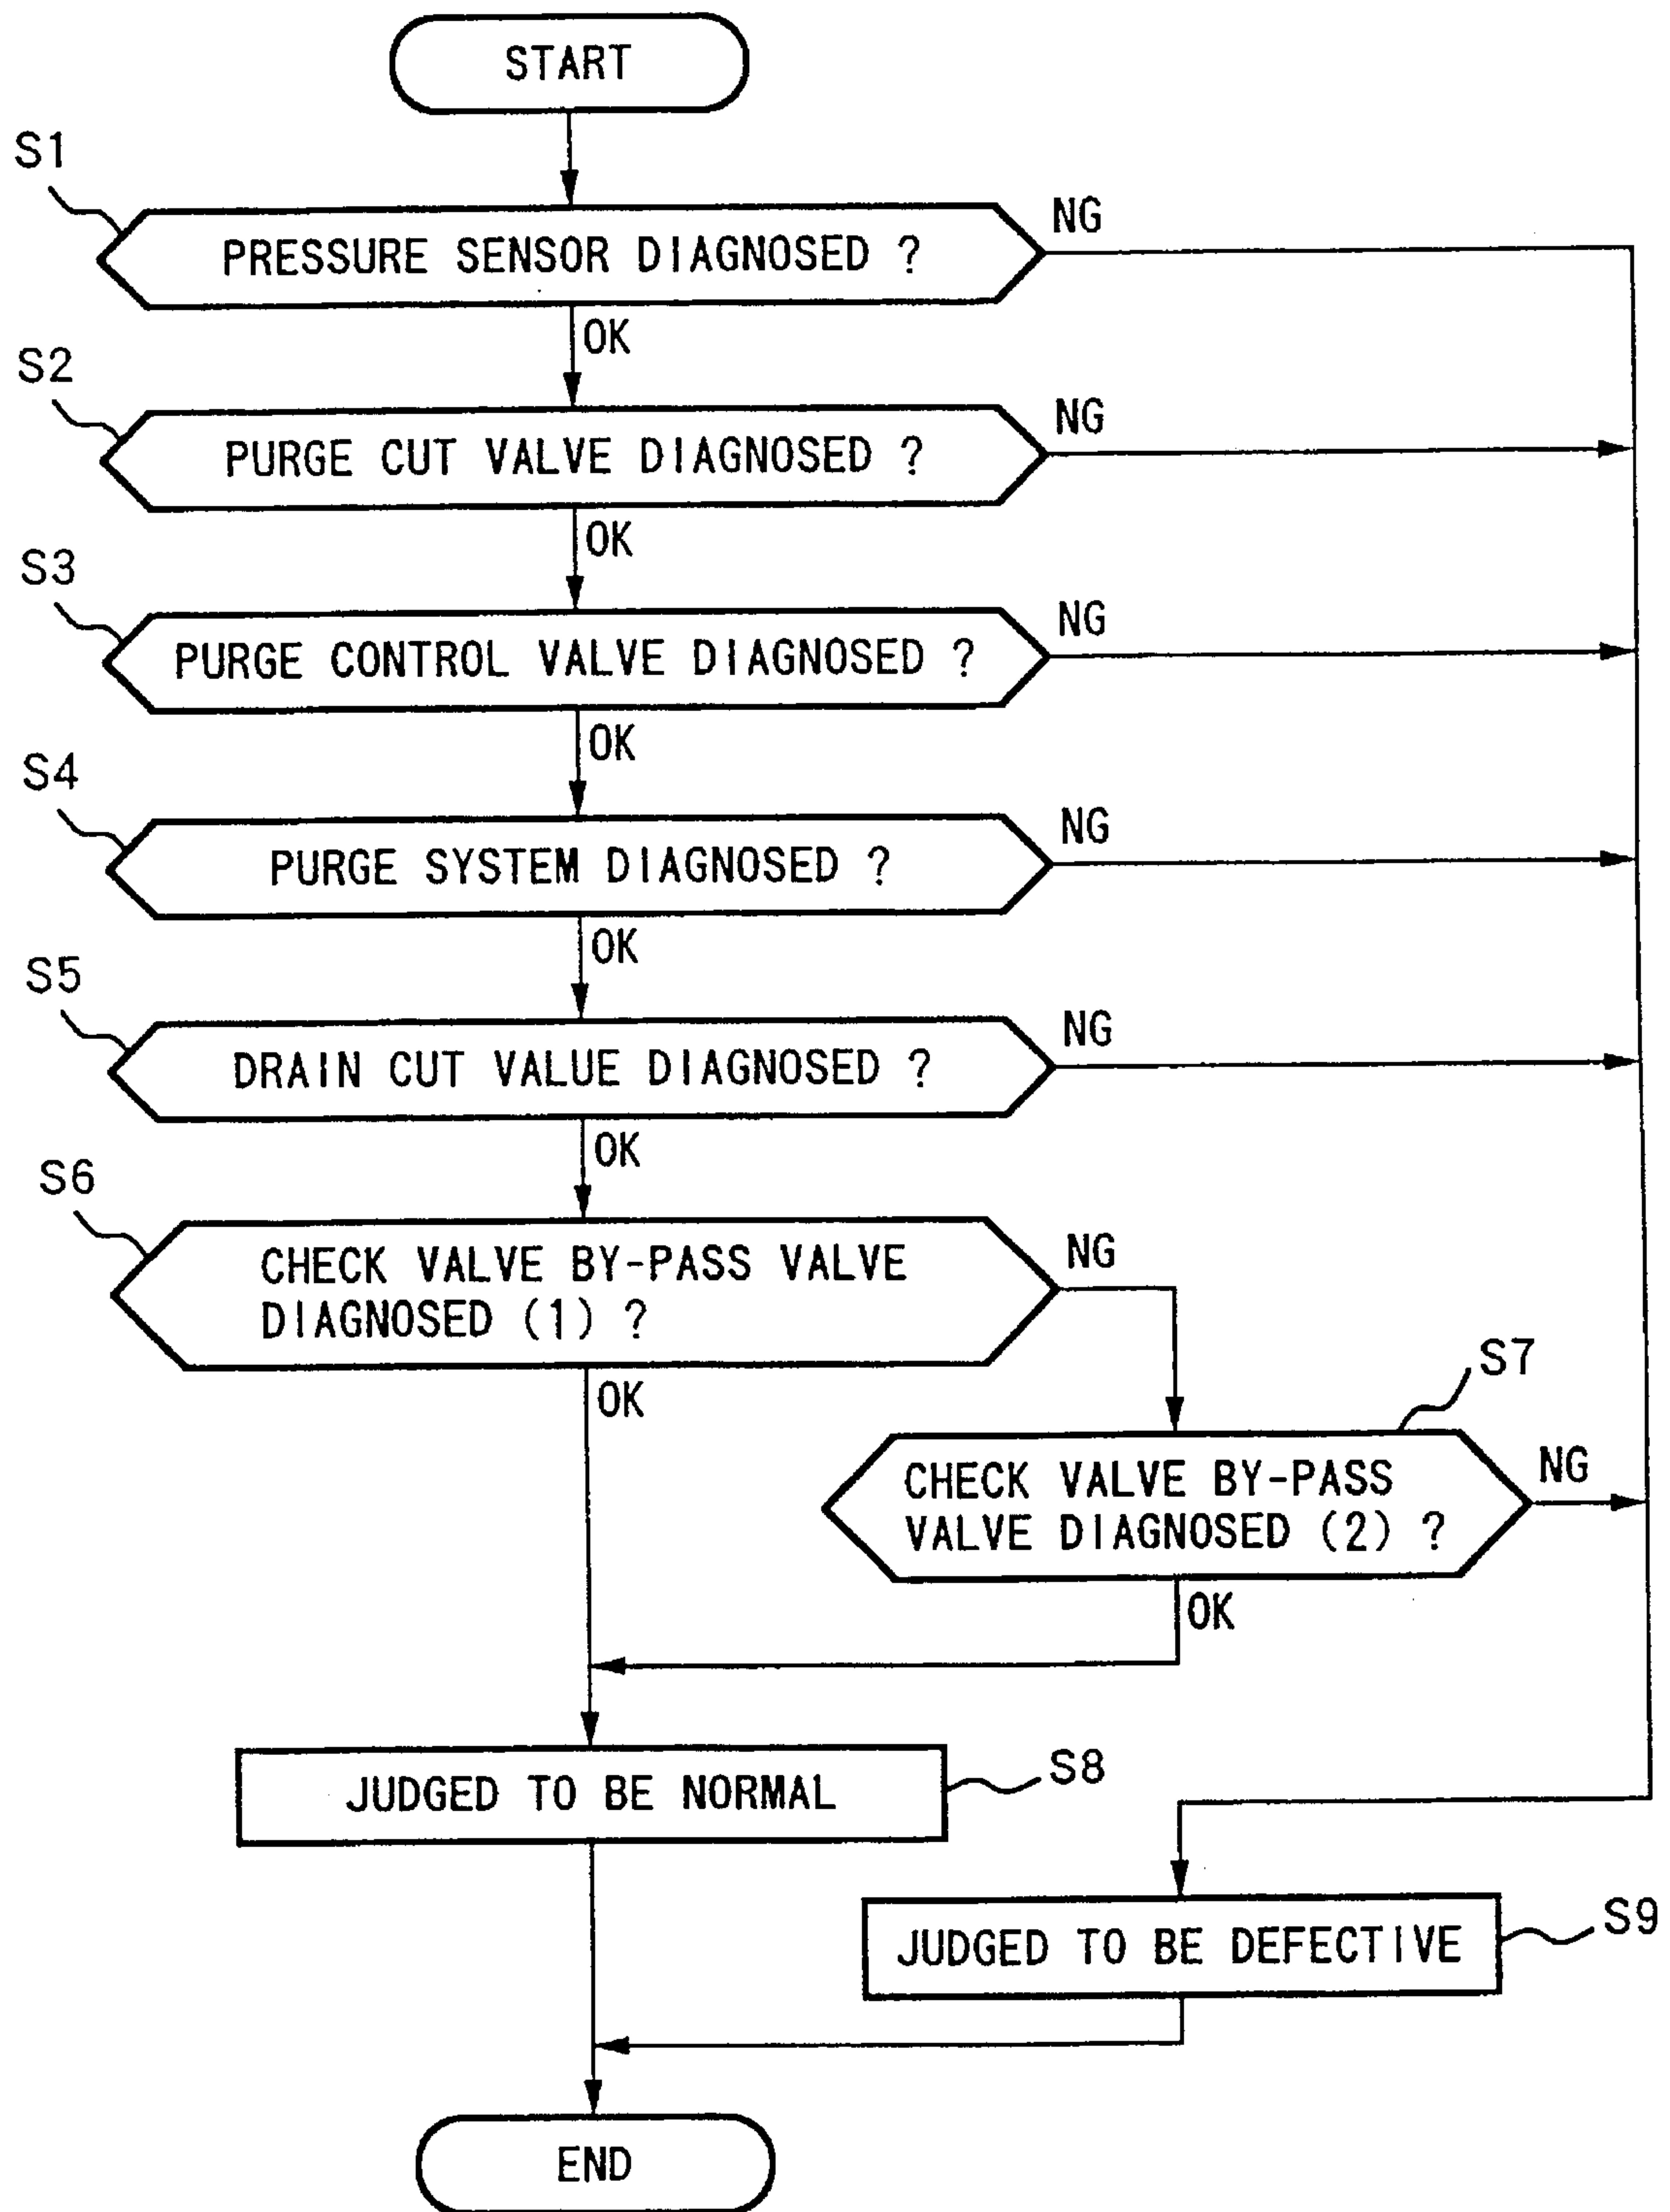 START
S1
PRESSURE SENSOR DIAGNOSED ?
NG
OK
S2
PURGE CUT VALVE DIAGNOSED ?
NG
OK
S3
PURGE CONTROL VALVE DIAGNOSED ?
NG
OK
S4
PURGE SYSTEM DIAGNOSED ?
NG
OK
S5
DRAIN CUT VALUE DIAGNOSED ?
NG
OK
S6
CHECK VALVE BY-PASS VALVE
DIAGNOSED (1) ?
NG
OK
S7
CHECK VALVE BY-PASS
VALVE DIAGNOSED (2) ?
NG
OK
JUDGED TO BE NORMAL
S8
JUDGED TO BE DEFECTIVE
S9
END